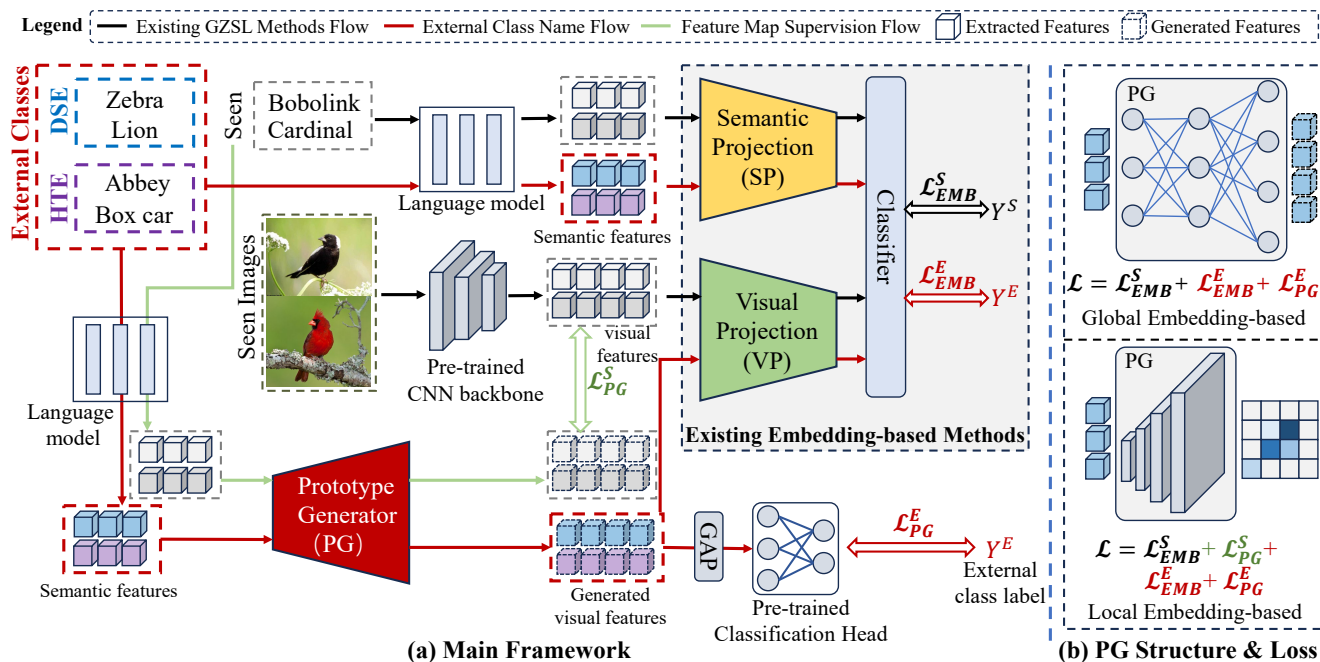 Legend Existing GZSL Methods Flow External Class Name Flow Feature Map Supervision Flow Extracted Features Generated Features
External Classes
DSE
Zebra
Lion
HTE
Abbey
Box car
Seen
Bobolink
Cardinal
Language model
Semantic features
Seen Images
Pre-trained
CNN backbone
visual
features
Semantic
Projection
(SP)
Visual
Projection
(VP)
Classifier
Existing Embedding-based Methods
ℒ^S_EMB
Y^S
ℒ^E_EMB
Y^E
ℒ^S_PG
Language
model
Semantic features
Prototype
Generator
(PG)
Generated
visual features
GAP
Pre-trained
Classification Head
ℒ^E_PG
Y^E
External
class label
(a) Main Framework
PG
ℒ = ℒ^S_EMB + ℒ^E_EMB + ℒ^E_PG
Global Embedding-based
PG
ℒ = ℒ^S_EMB + ℒ^S_PG +
ℒ^E_EMB + ℒ^E_PG
Local Embedding-based
(b) PG Structure & Loss